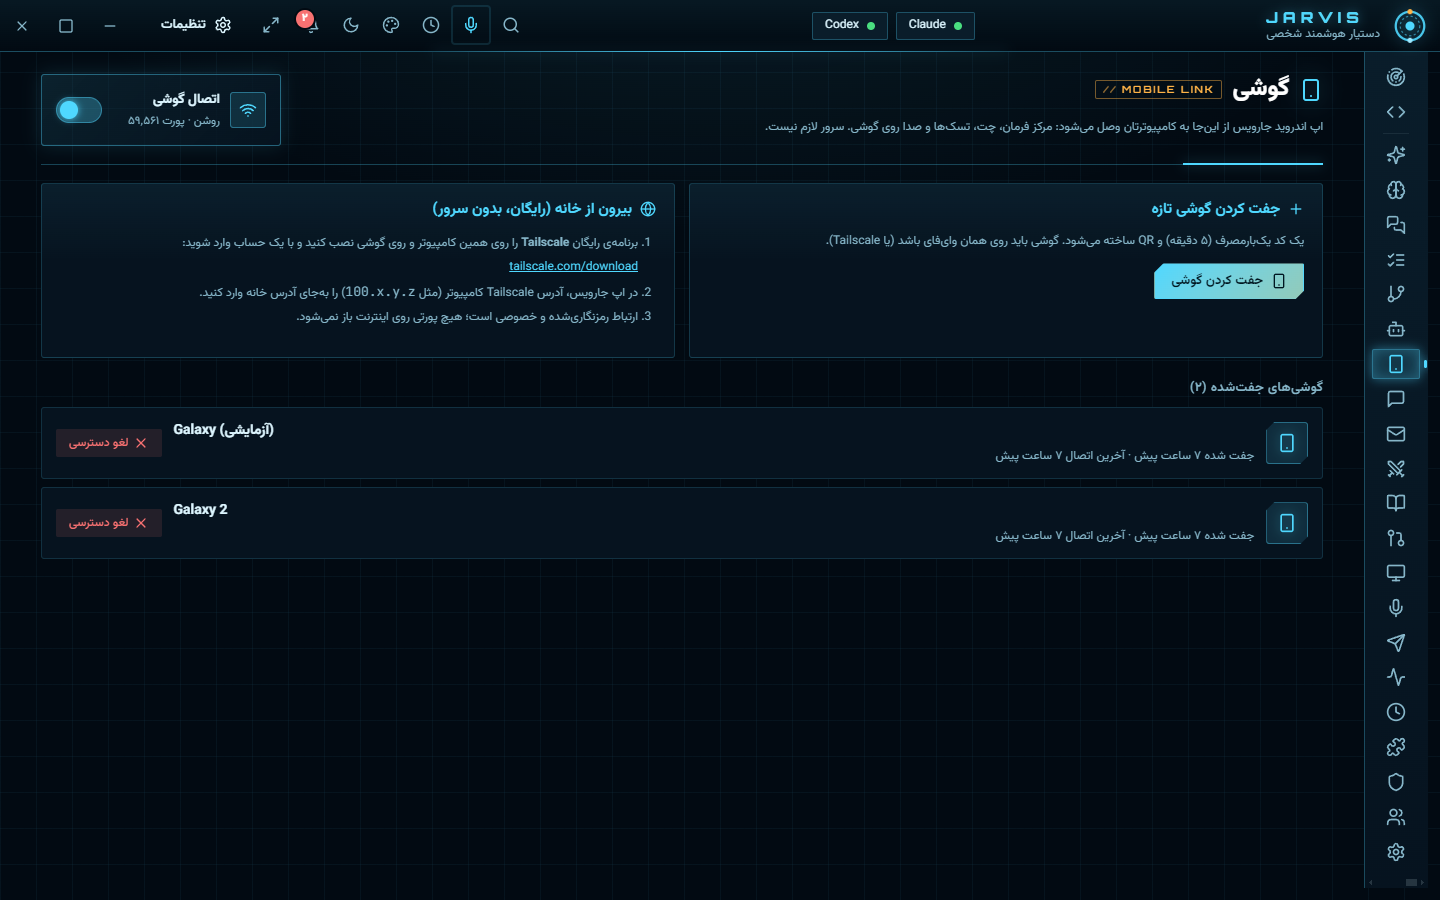 JARVIS
دستیار هوشمند شخصی
Claude
Codex
۲
تنظیمات
گوشی
// MOBILE LINK
اپ اندروید جارویس از این‌جا به کامپیوترتان وصل می‌شود: مرکز فرمان، چت، تسک‌ها و صدا روی گوشی. سرور لازم نیست.
اتصال گوشی
روشن · پورت ۵۹,۵۶۱
جفت کردن گوشی تازه
یک کد یک‌بارمصرف (۵ دقیقه) و QR ساخته می‌شود. گوشی باید روی همان وای‌فای باشد (یا Tailscale).
جفت کردن گوشی
بیرون از خانه (رایگان، بدون سرور)
1. برنامه‌ی رایگان Tailscale را روی همین کامپیوتر و روی گوشی نصب کنید و با یک حساب وارد شوید:
tailscale.com/download
2. در اپ جارویس، آدرس Tailscale کامپیوتر (مثل 100.x.y.z) را به‌جای آدرس خانه وارد کنید.
3. ارتباط رمزنگاری‌شده و خصوصی است؛ هیچ پورتی روی اینترنت باز نمی‌شود.
گوشی‌های جفت‌شده (۲)
Galaxy (آزمایشی)
جفت شده ۷ ساعت پیش · آخرین اتصال ۷ ساعت پیش
لغو دسترسی
Galaxy 2
جفت شده ۷ ساعت پیش · آخرین اتصال ۷ ساعت پیش
لغو دسترسی